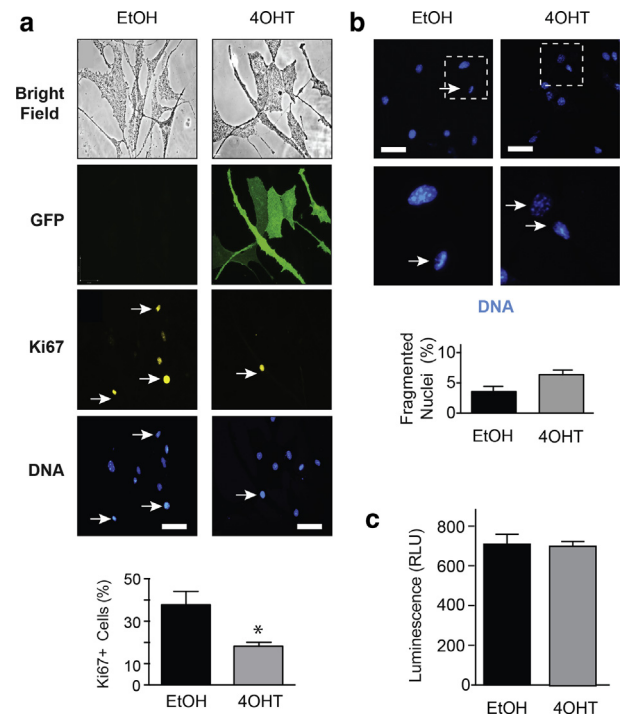 a
EtOH 4OHT
Bright
Field
GFP
Ki67
DNA
Ki67+ Cells (%)
50
30
10
0
*
EtOH 4OHT
b
EtOH 4OHT
DNA
Fragmented
Nuclei (%)
10
5
0
EtOH 4OHT
c
Luminescence (RLU)
800
600
400
200
0
EtOH 4OHT